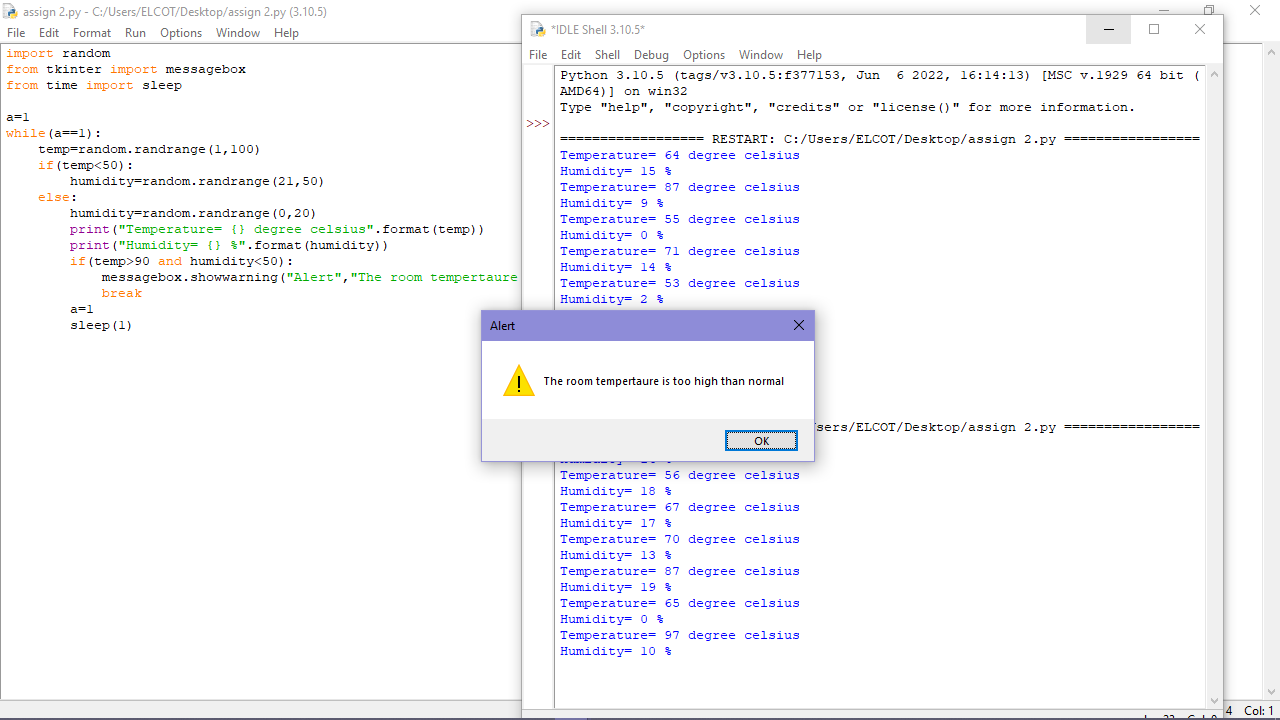 assign 2.py - C:/Users/ELCOT/Desktop/assign 2.py (3.10.5)
File Edit Format Run Options Window Help
import random
from tkinter import messagebox
from time import sleep
a=1
while(a==1):
    temp=random.randrange(1,100)
    if(temp<50):
        humidity=random.randrange(21,50)
    else:
        humidity=random.randrange(0,20)
        print("Temperature= {} degree celsius".format(temp))
        print("Humidity= {} %".format(humidity))
        if(temp>90 and humidity<50):
            messagebox.showwarning("Alert","The room tempertaure
            break
        a=1
        sleep(1)
*IDLE Shell 3.10.5*
File Edit Shell Debug Options Window Help
Python 3.10.5 (tags/v3.10.5:f377153, Jun  6 2022, 16:14:13) [MSC v.1929 64 bit (
AMD64)] on win32
Type "help", "copyright", "credits" or "license()" for more information.
>>>
================== RESTART: C:/Users/ELCOT/Desktop/assign 2.py =================
Temperature= 64 degree celsius
Humidity= 15 %
Temperature= 87 degree celsius
Humidity= 9 %
Temperature= 55 degree celsius
Humidity= 0 %
Temperature= 71 degree celsius
Humidity= 14 %
Temperature= 53 degree celsius
Humidity= 2 %
Alert
The room tempertaure is too high than normal
OK
sers/ELCOT/Desktop/assign 2.py =================
Temperature= 56 degree celsius
Humidity= 18 %
Temperature= 67 degree celsius
Humidity= 17 %
Temperature= 70 degree celsius
Humidity= 13 %
Temperature= 87 degree celsius
Humidity= 19 %
Temperature= 65 degree celsius
Humidity= 0 %
Temperature= 97 degree celsius
Humidity= 10 %
4 Col: 1